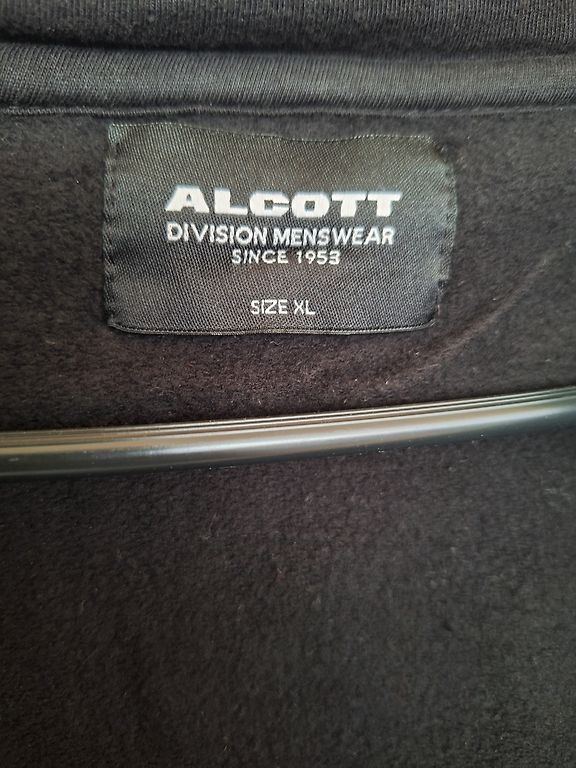 ALCOTT
DIVISION MENSWEAR
SINCE 1953
SIZE XL